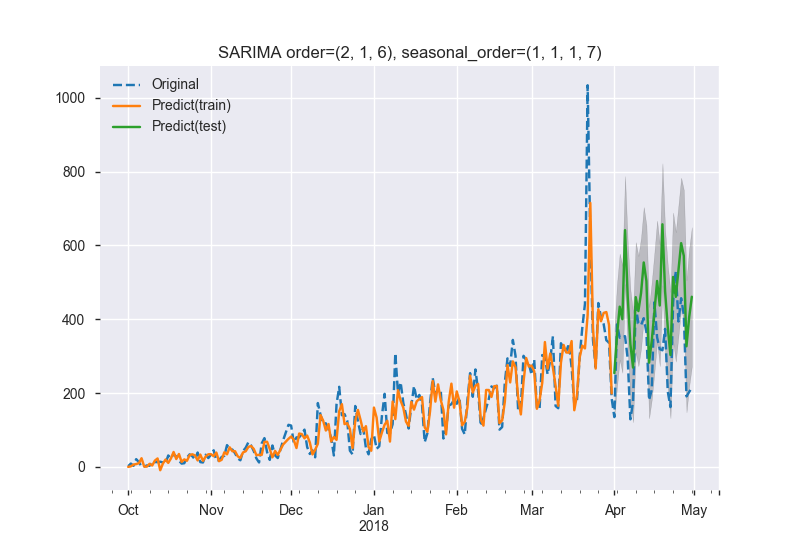 SARIMA order=(2, 1, 6), seasonal_order=(1, 1, 1, 7)
Original
Predict(train)
Predict(test)
1000
800
600
400
200
0
Oct Nov Dec Jan Feb Mar Apr May
2018